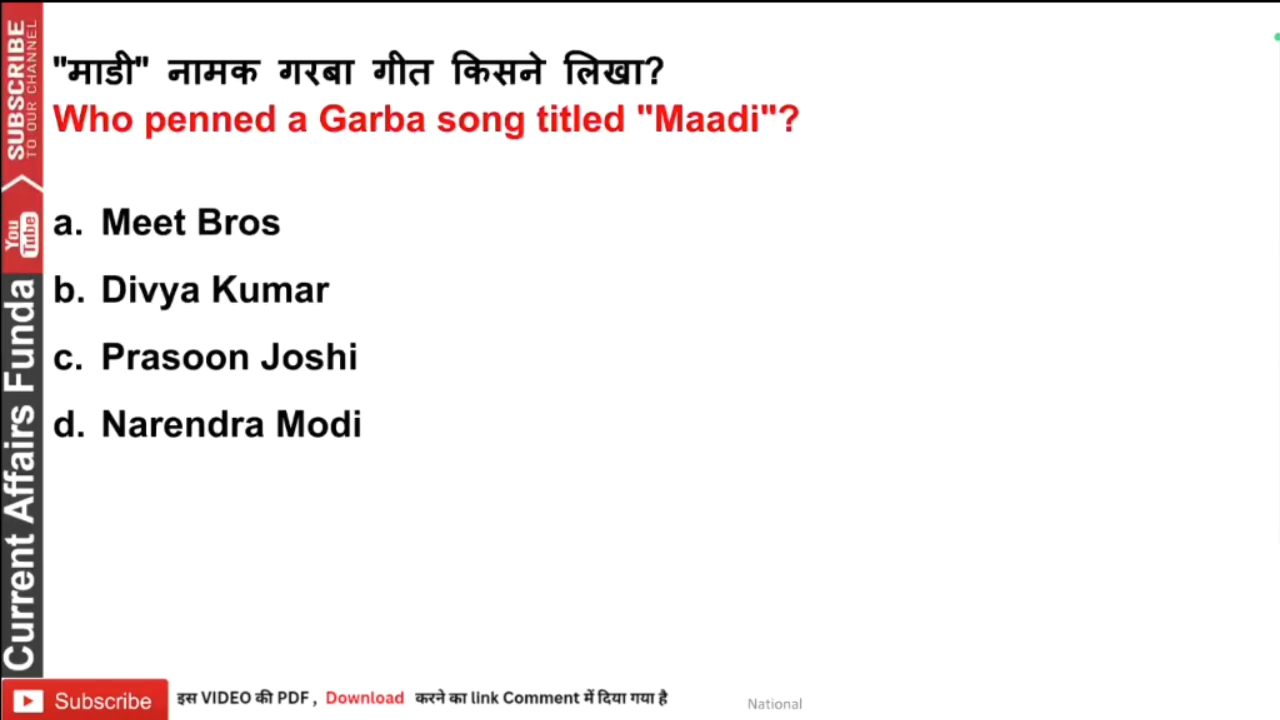 "माडी" नामक गरबा गीत किसने लिखा?
Who penned a Garba song titled "Maadi"?
a. Meet Bros
b. Divya Kumar
c. Prasoon Joshi
d. Narendra Modi
SUBSCRIBE
TO OUR CHANNEL
You
Tube
Current Affairs Funda
Subscribe
इस VIDEO की PDF , Download करने का link Comment में दिया गया है
National